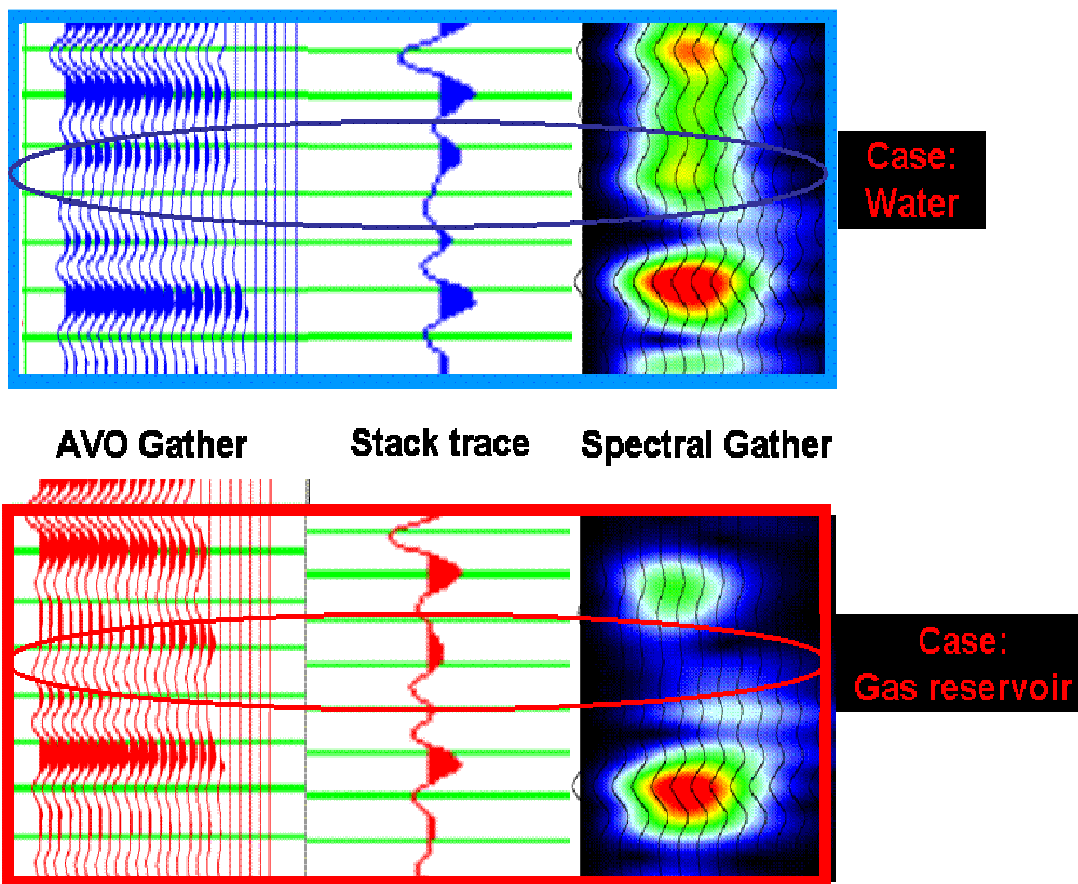 Case:
Water
AVO Gather
Stack trace
Spectral Gather
Case:
Gas reservoir